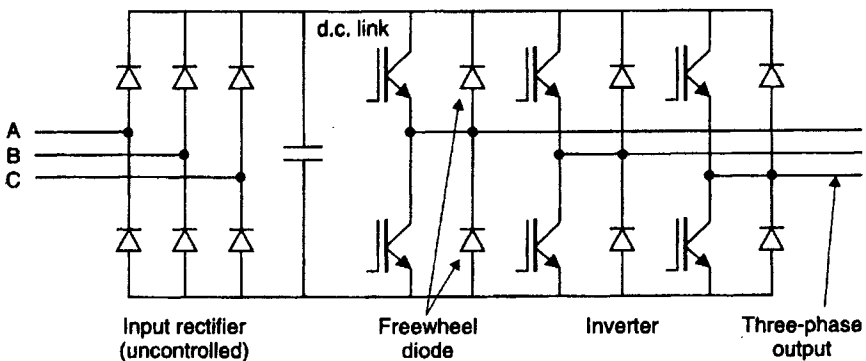 d.c. link
A
B
C
Input rectifier
(uncontrolled)
Freewheel
diode
Inverter
Three-phase
output